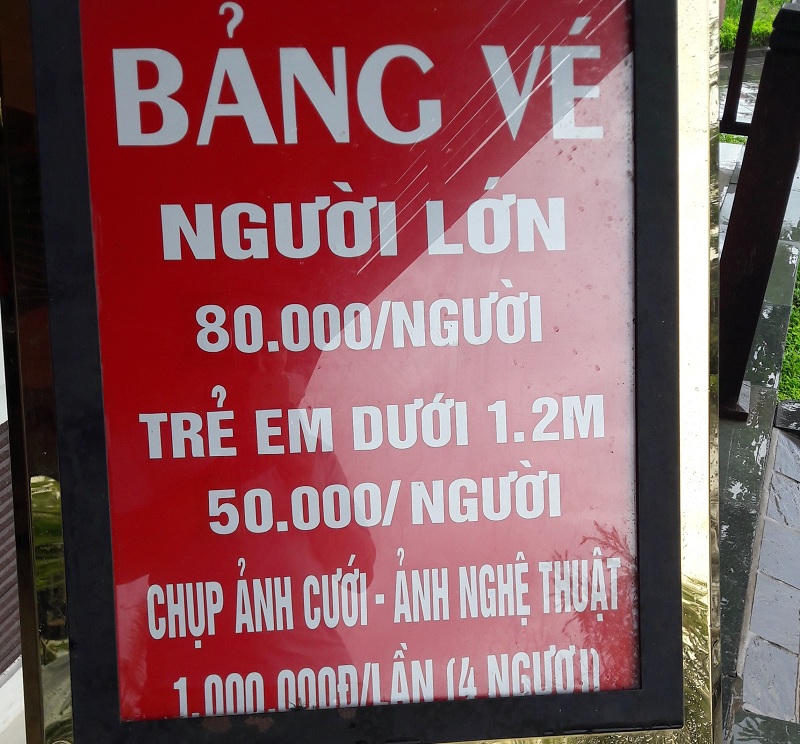 BẢNG VÉ
NGƯỜI LỚN
80.000/NGƯỜI
TRẺ EM DƯỚI 1.2M
50.000/ NGƯỜI
CHỤP ẢNH CƯỚI - ẢNH NGHỆ THUẬT
1.000.000Đ/LẦN (4 NGƯỜI)